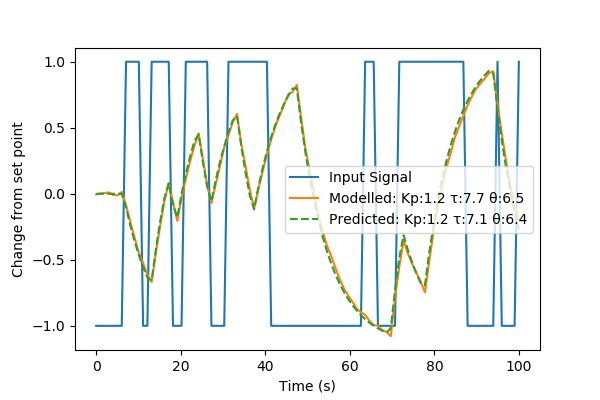 1.0
0.5
0.0
−0.5
−1.0
Change from set point
Input Signal
Modelled: Kp:1.2 τ:7.7 θ:6.5
Predicted: Kp:1.2 τ:7.1 θ:6.4
0 20 40 60 80 100
Time (s)